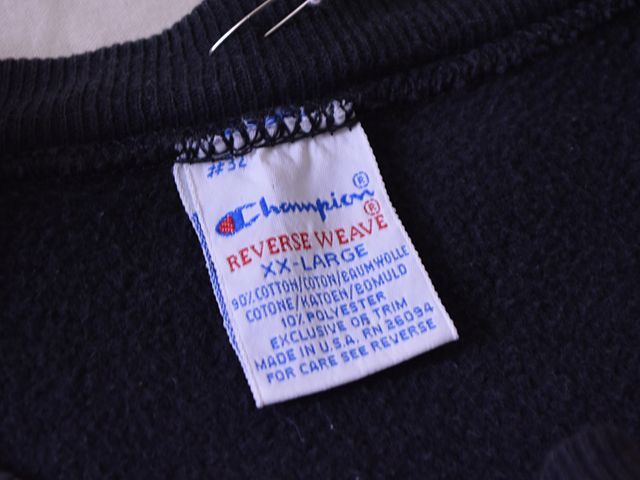 #32
Champion®
REVERSE WEAVE®
XX-LARGE
90% COTTON/COTON/BAUMWOLLE
COTONE/KATOEN/BOMULD
10% POLYESTER
EXCLUSIVE OF TRIM
MADE IN U.S.A. RN 26094
FOR CARE SEE REVERSE